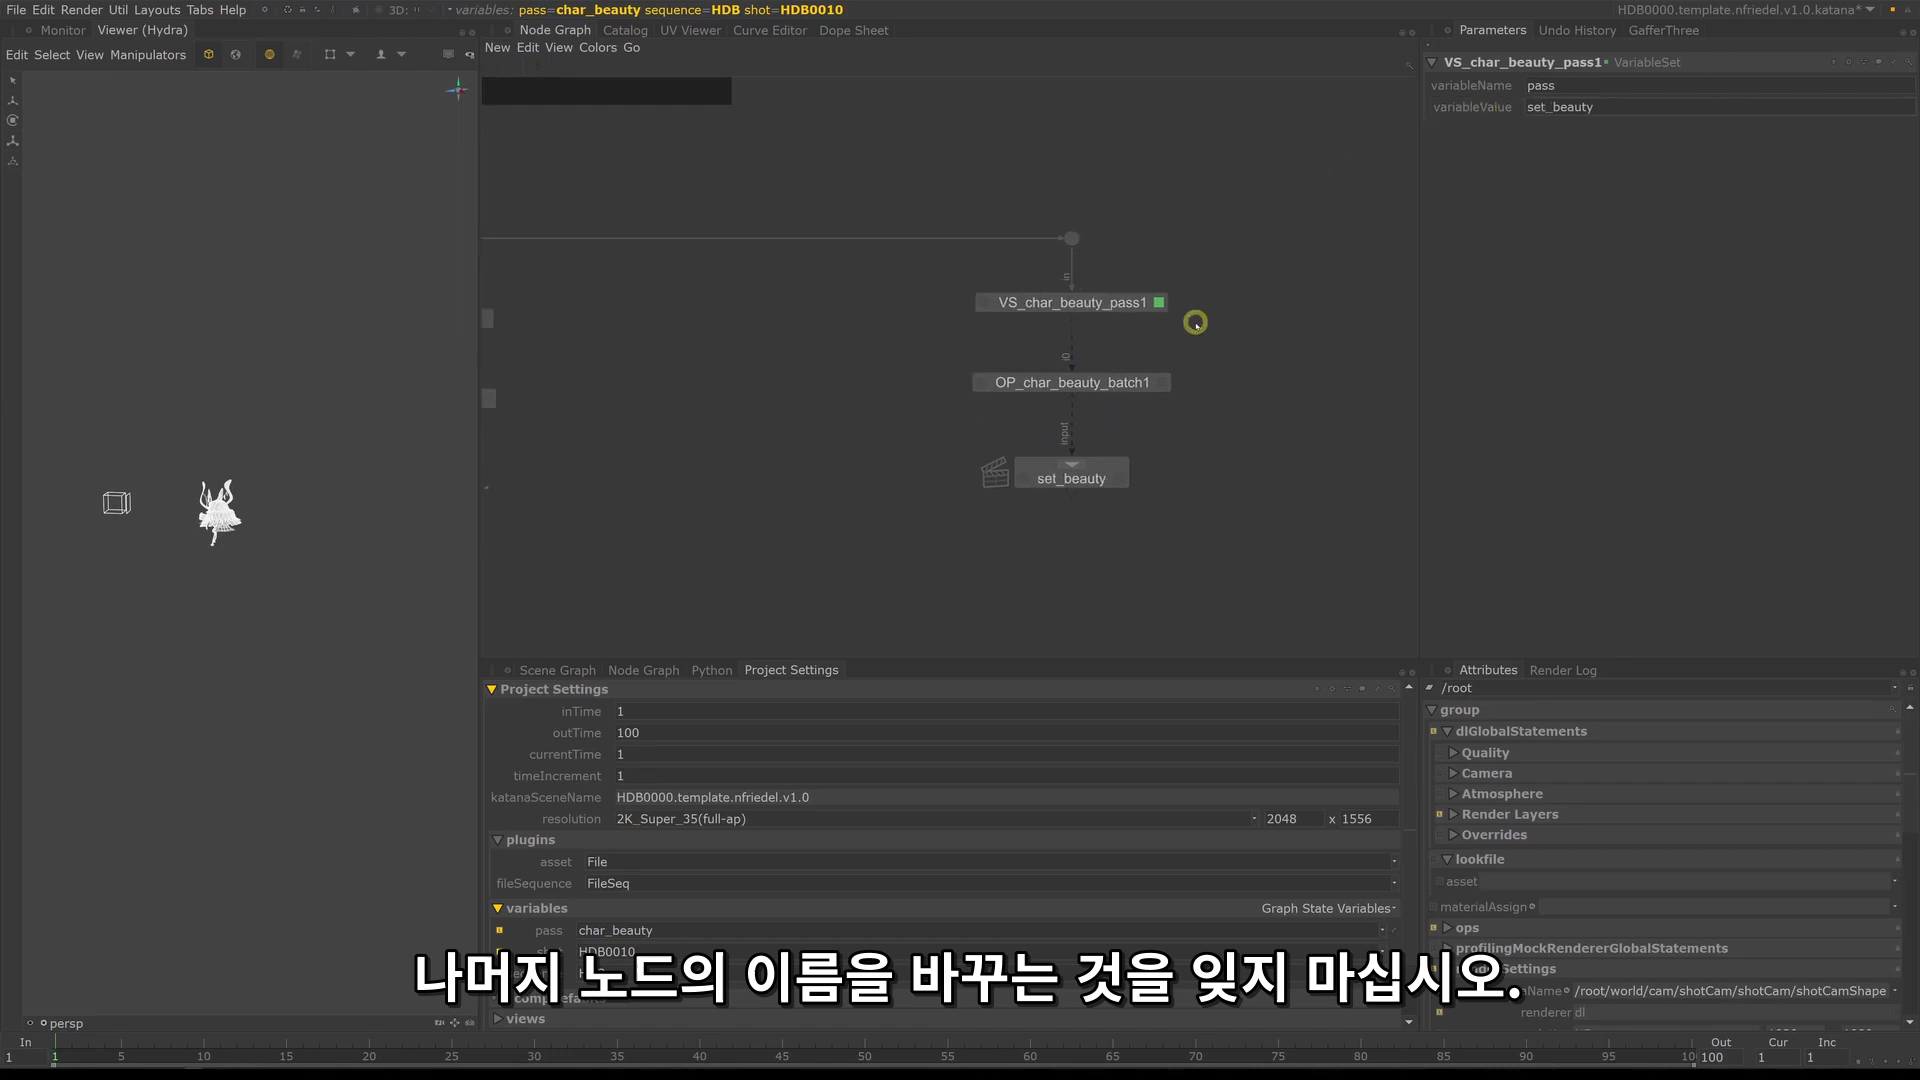 File Edit Render Util Layouts Tabs Help 3D: variables: pass=char_beauty sequence=HDB shot=HDB0010 HDB0000.template.nfriedel.v1.0.katana*
Monitor Viewer (Hydra)
Edit Select View Manipulators
persp
Node Graph Catalog UV Viewer Curve Editor Dope Sheet
New Edit View Colors Go
in
VS_char_beauty_pass1
i0
OP_char_beauty_batch1
input
set_beauty
Parameters Undo History GafferThree
VS_char_beauty_pass1 VariableSet
variableName pass
variableValue set_beauty
Scene Graph Node Graph Python Project Settings
Project Settings
inTime 1
outTime 100
currentTime 1
timeIncrement 1
katanaSceneName HDB0000.template.nfriedel.v1.0
resolution 2K_Super_35(full-ap) 2048 x 1556
plugins
asset File
fileSequence FileSeq
variables Graph State Variables
pass char_beauty
HDB0010
views
Attributes Render Log
/root
group
dlGlobalStatements
Quality
Camera
Atmosphere
Render Layers
Overrides
lookfile
asset
materialAssign
ops
profilingMockRendererGlobalStatements
/root/world/cam/shotCam/shotCam/shotCamShape
renderer dl
나머지 노드의 이름을 바꾸는 것을 잊지 마십시오.
In Out Cur Inc
1 1 5 10 15 20 25 30 35 40 45 50 55 60 65 70 75 80 85 90 95 100 1 1